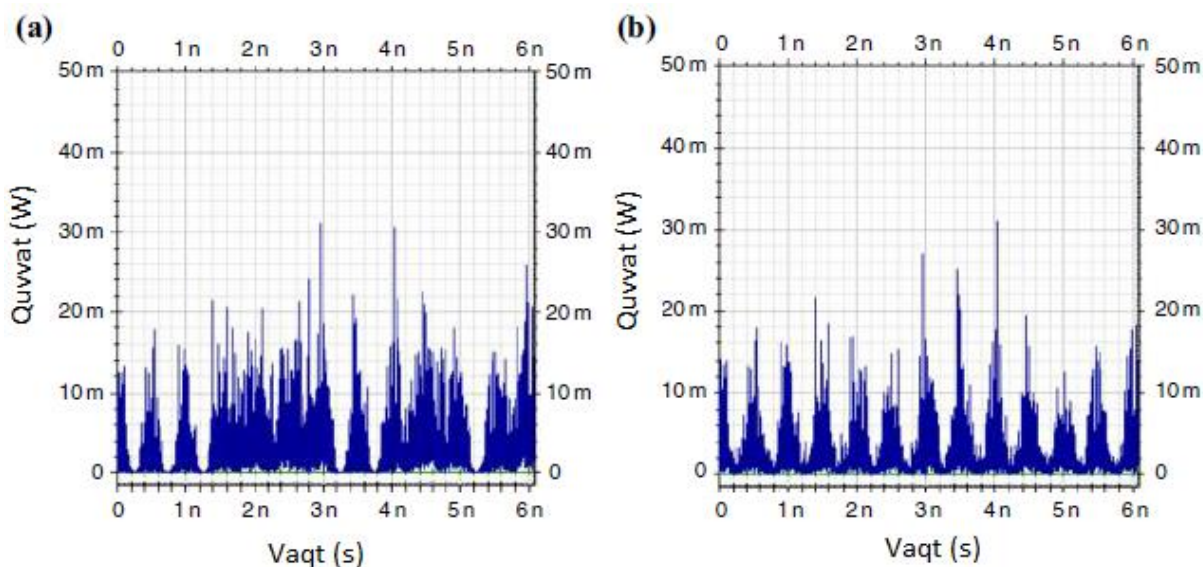 (a)
0 1n 2n 3n 4n 5n 6n
50m 50m
40m 40m
30m 30m
20m 20m
10m 10m
0 0
0 1n 2n 3n 4n 5n 6n
Quvvat (W)
Vaqt (s)
(b)
0 1n 2n 3n 4n 5n 6n
50m 50m
40m 40m
30m 30m
20m 20m
10m 10m
0 0
0 1n 2n 3n 4n 5n 6n
Quvvat (W)
Vaqt (s)